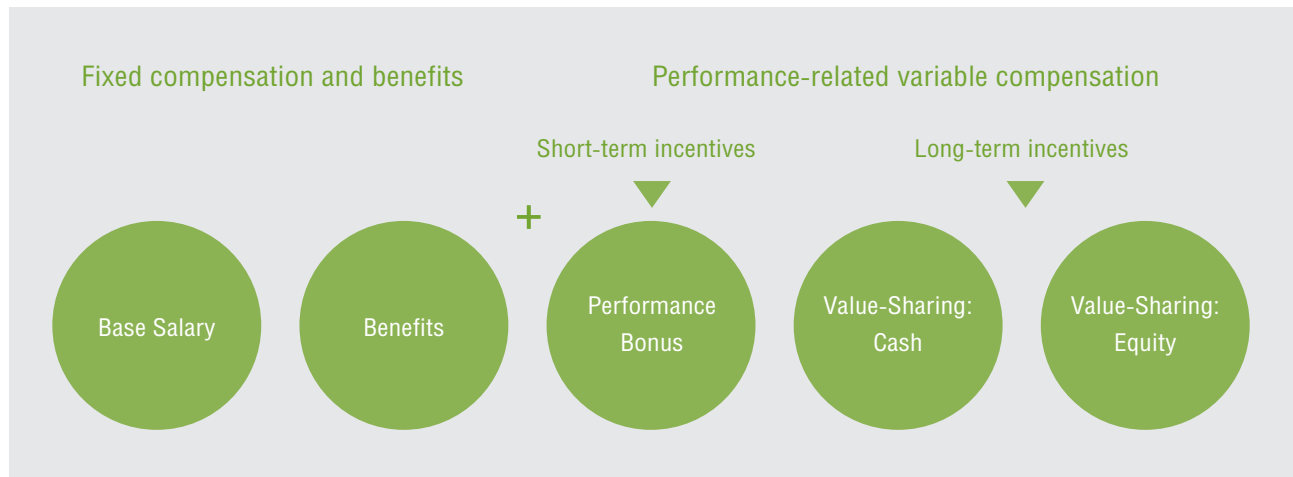 Fixed compensation and benefits
Performance-related variable compensation
Short-term incentives
Long-term incentives
+
Base Salary
Benefits
Performance
Bonus
Value-Sharing:
Cash
Value-Sharing:
Equity